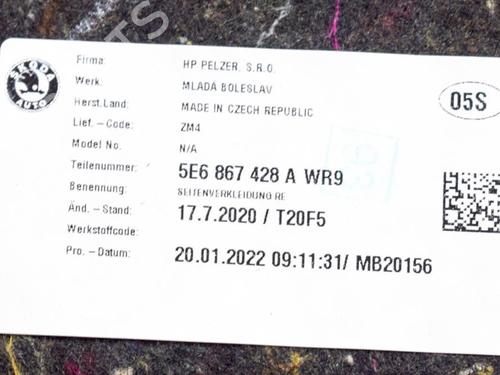 ŠKODA
AUTO
Firma: HP PELZER, S.R.O.
Werk: MLADÁ BOLESLAV
Herst.Land: MADE IN CZECH REPUBLIC
05S
Lief. - Code: ZM4
Model No. N/A
Teilenummer: 5E6 867 428 A WR9
Benennung: SEITENVERKLEIDUNG RE
Änd. - Stand: 17.7.2020 / T20F5
Werkstoffcode:
Pro. - Datum: 20.01.2022 09:11:31/ MB20156